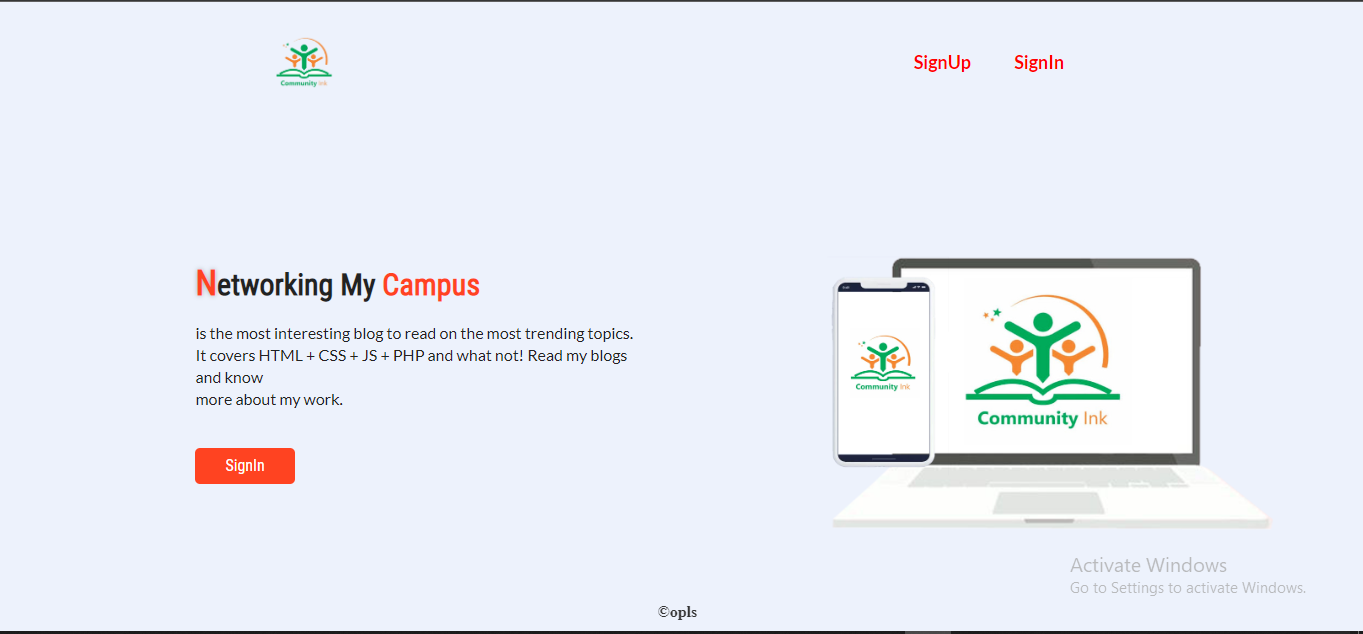 Community Ink
SignUp
SignIn
Networking My Campus
is the most interesting blog to read on the most trending topics.
It covers HTML + CSS + JS + PHP and what not! Read my blogs
and know
more about my work.
SignIn
Community Ink
Community Ink
Activate Windows
Go to Settings to activate Windows.
©opls